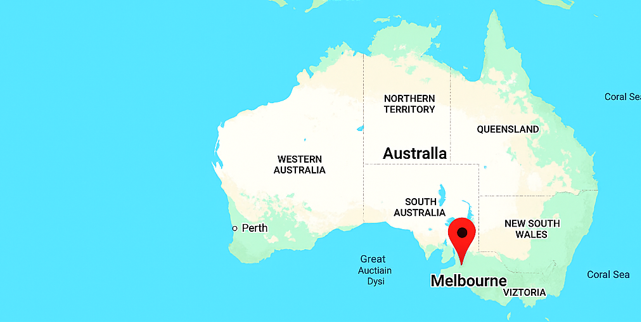 NORTHERN
TERRITORY
Coral Sea
QUEENSLAND
Australla
WESTERN
AUSTRALIA
SOUTH
AUSTRALIA
NEW SOUTH
WALES
Perth
Great
Auctiain
Dysi
Coral Sea
Melbourne
VIZTORIA